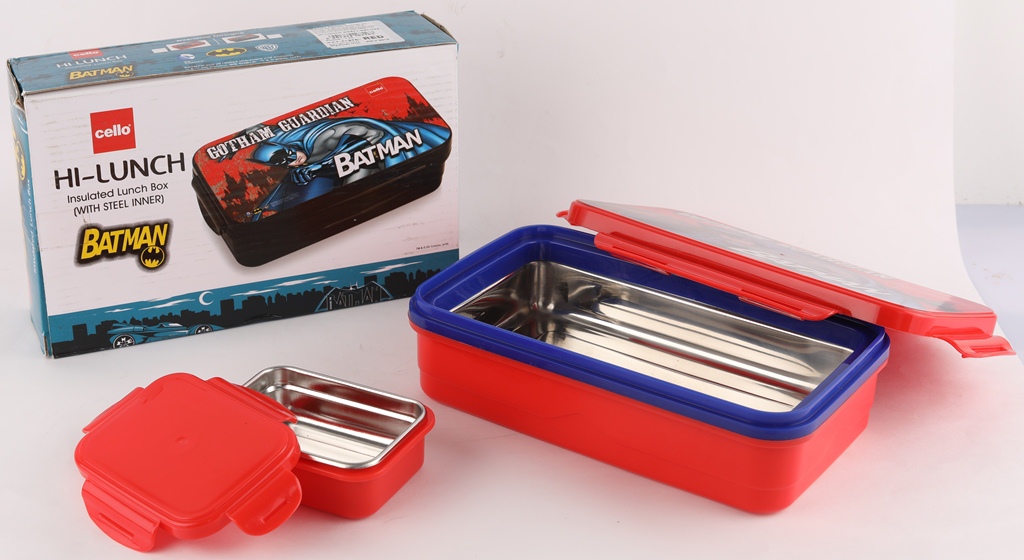 cello
HI-LUNCH
BATMAN
RED
cello
HI-LUNCH
Insulated Lunch Box
(WITH STEEL INNER)
BATMAN
cello
GOTHAM GUARDIAN
BATMAN
BATMAN